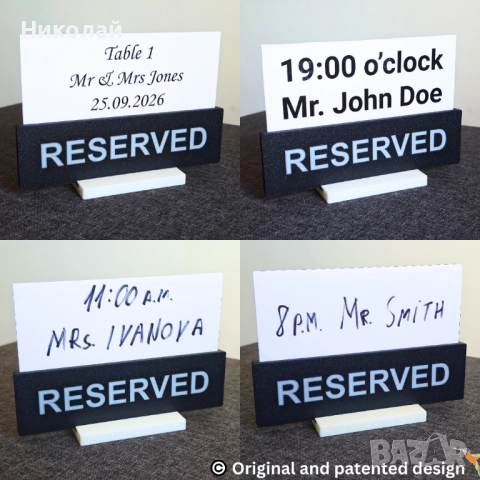 Николай
Table 1
Mr & Mrs Jones
25.09.2026
RESERVED
19:00 o’clock
Mr. John Doe
RESERVED
11:00 A.M.
MRS. IVANOVA
RESERVED
8 P.M. MR. SMITH
RESERVED
BAZAR
© Original and patented design